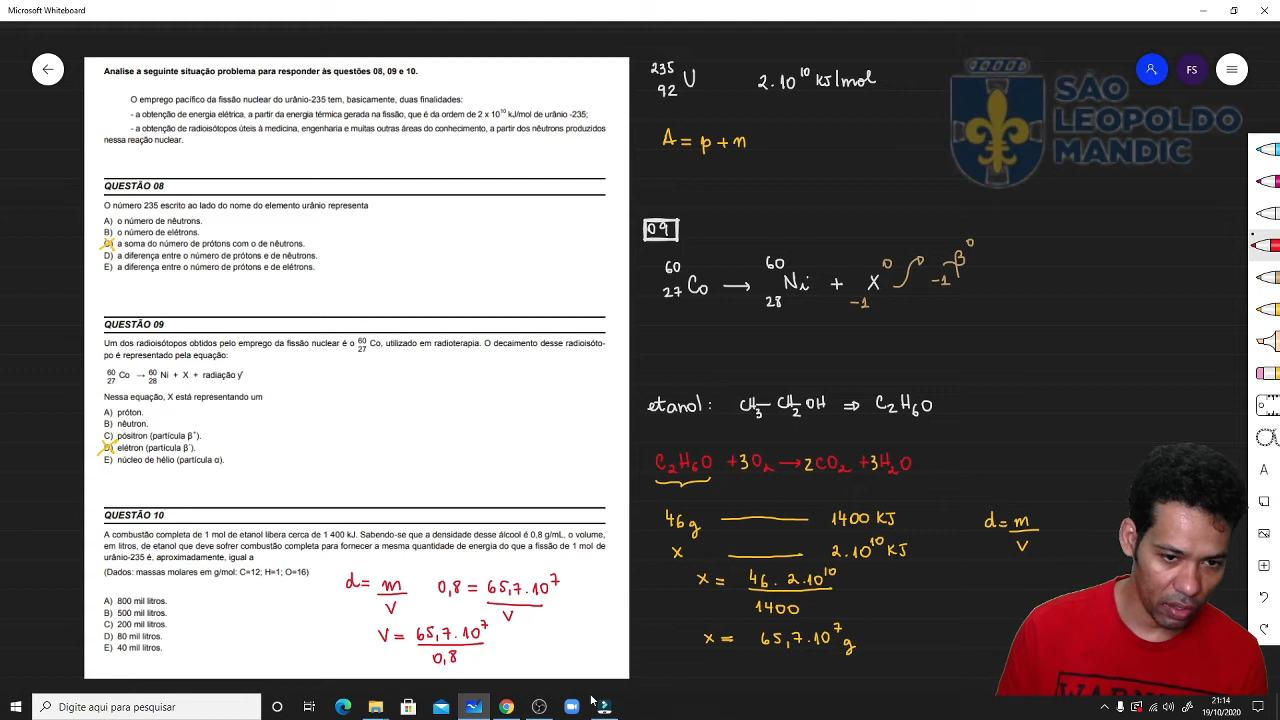 Microsoft Whiteboard
Analise a seguinte situação problema para responder às questões 08, 09 e 10.
O emprego pacífico da fissão nuclear do urânio-235 tem, basicamente, duas finalidades:
- a obtenção de energia elétrica, a partir da energia térmica gerada na fissão, que é da ordem de 2 x 10¹⁰ kJ/mol de urânio -235;
- a obtenção de radioisótopos úteis à medicina, engenharia e muitas outras áreas do conhecimento, a partir dos nêutrons produzidos
nessa reação nuclear.
QUESTÃO 08
O número 235 escrito ao lado do nome do elemento urânio representa
A) o número de nêutrons.
B) o número de elétrons.
a soma do número de prótons com o de nêutrons.
D) a diferença entre o número de prótons e de nêutrons.
E) a diferença entre o número de prótons e de elétrons.
QUESTÃO 09
Um dos radioisótopos obtidos pelo emprego da fissão nuclear é o ⁶⁰₂₇ Co, utilizado em radioterapia. O decaimento desse radioisóto-
po é representado pela equação:
⁶⁰₂₇ Co → ⁶⁰₂₈ Ni + X + radiação γ
Nessa equação, X está representando um
A) próton.
B) nêutron.
C) pósitron (partícula β⁺).
elétron (partícula β⁻).
E) núcleo de hélio (partícula α).
QUESTÃO 10
A combustão completa de 1 mol de etanol libera cerca de 1 400 kJ. Sabendo-se que a densidade desse álcool é 0,8 g/mL, o volume,
em litros, de etanol que deve sofrer combustão completa para fornecer a mesma quantidade de energia do que a fissão de 1 mol de
urânio-235 é, aproximadamente, igual a
(Dados: massas molares em g/mol: C=12; H=1; O=16)
A) 800 mil litros.
B) 500 mil litros.
C) 200 mil litros.
D) 80 mil litros.
E) 40 mil litros.
d = m/V 0,8 = 65,7.10⁷/V
V = 65,7.10⁷/0,8
²³⁵₉₂ U 2.10¹⁰ KJ/mol
A = p + n
09
⁶⁰₂₇ Co → ⁶⁰₂₈ Ni + ₋₁X⁰ ₋₁β⁰
etanol: CH₃-CH₂OH ⇒ C₂H₆O
C₂H₆O + 3O₂ → 2CO₂ + 3H₂O
46g 1400 KJ
x 2.10¹⁰ KJ
x = 46.2.10¹⁰/1400
x = 65,7.10⁷ g
d = m/V
SÃO
LEOPOLDO
MANDIC
FS
Digite aqui para pesquisar
21:14
19/10/2020